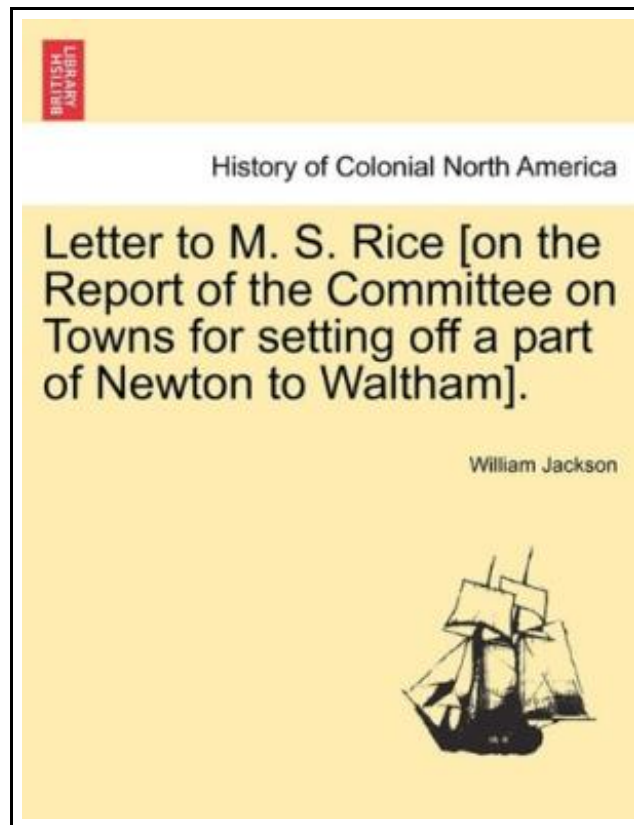 BRITISH
LIBRARY
History of Colonial North America
Letter to M. S. Rice [on the
Report of the Committee on
Towns for setting off a part
of Newton to Waltham].
William Jackson